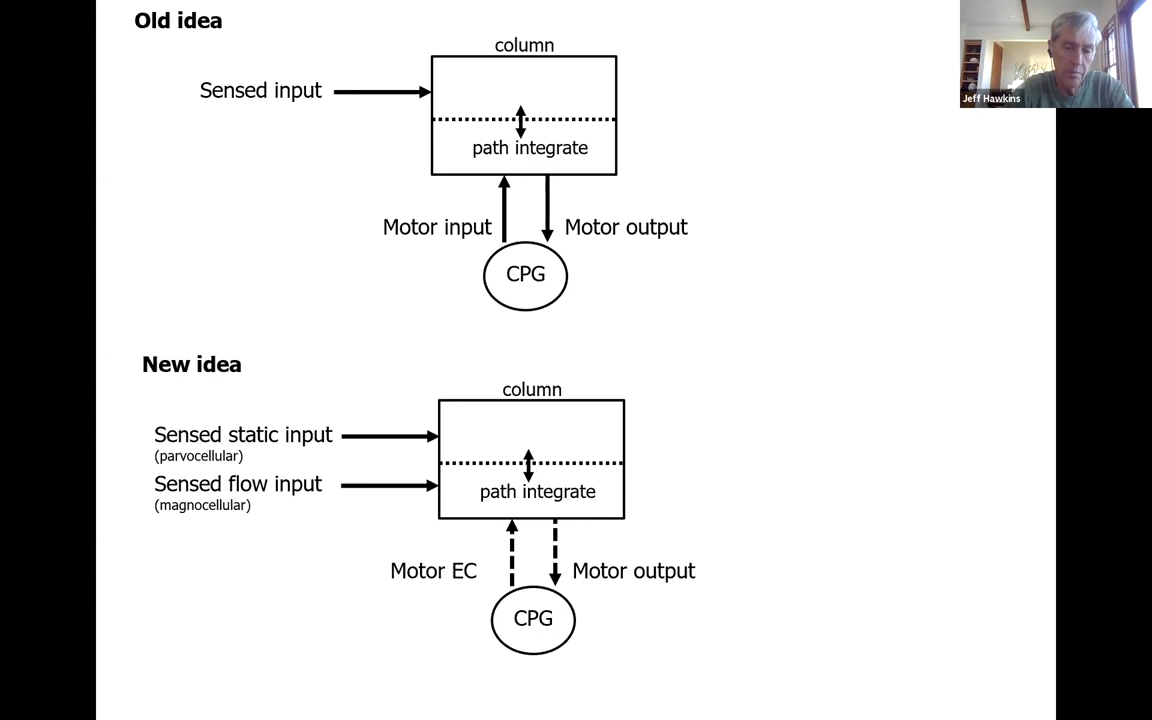 Old idea
column
Sensed input
path integrate
Motor input
Motor output
CPG
New idea
column
Sensed static input
(parvocellular)
Sensed flow input
(magnocellular)
path integrate
Motor EC
Motor output
CPG
Jeff Hawkins